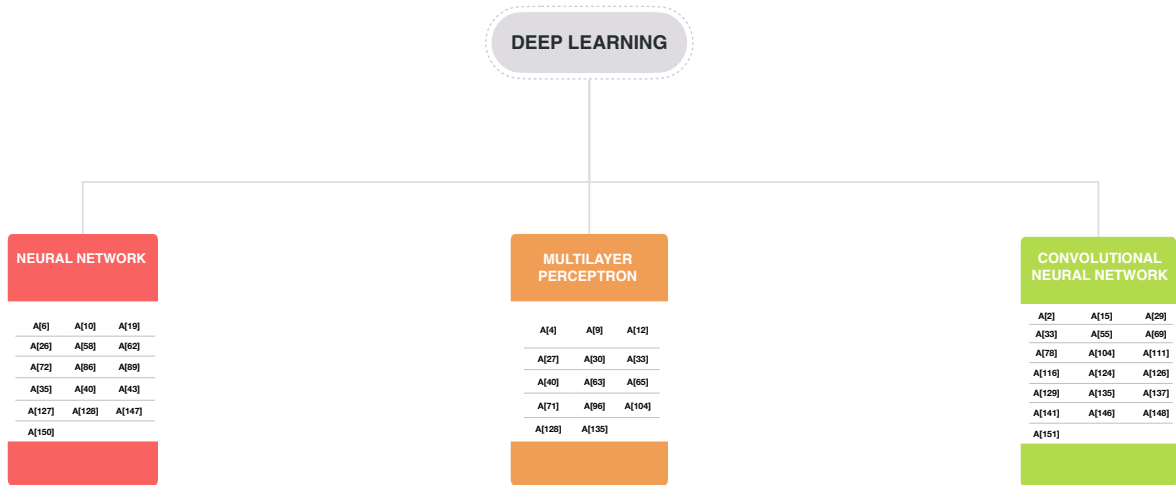 DEEP LEARNING
NEURAL NETWORK
A[6] A[10] A[19]
A[26] A[58] A[62]
A[72] A[86] A[89]
A[35] A[40] A[43]
A[127] A[128] A[147]
A[150]
MULTILAYER
PERCEPTRON
A[4] A[9] A[12]
A[27] A[30] A[33]
A[40] A[63] A[65]
A[71] A[96] A[104]
A[128] A[135]
CONVOLUTIONAL
NEURAL NETWORK
A[2] A[15] A[29]
A[33] A[55] A[69]
A[78] A[104] A[111]
A[116] A[124] A[126]
A[129] A[135] A[137]
A[141] A[146] A[148]
A[151]